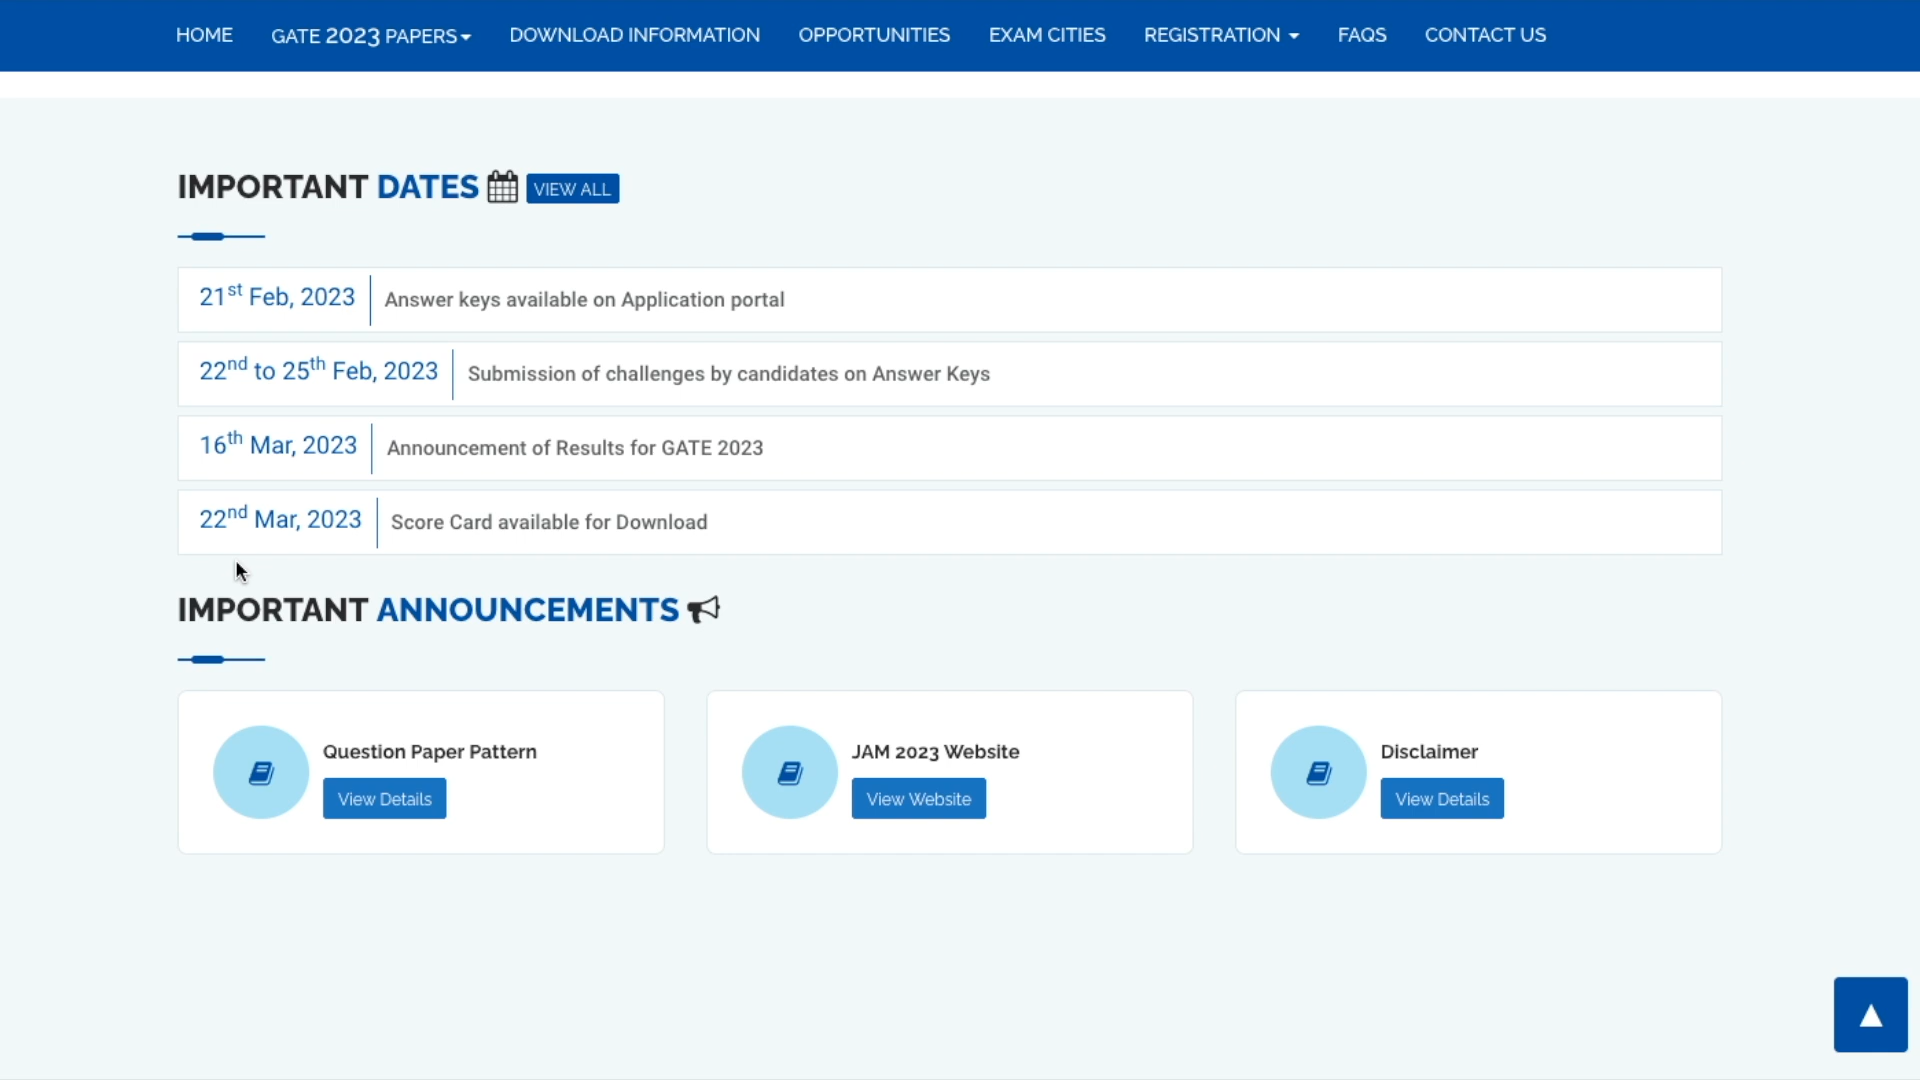 HOME GATE 2023 PAPERS DOWNLOAD INFORMATION OPPORTUNITIES EXAM CITIES REGISTRATION FAQS CONTACT US
IMPORTANT DATES VIEW ALL
21st Feb, 2023 Answer keys available on Application portal
22nd to 25th Feb, 2023 Submission of challenges by candidates on Answer Keys
16th Mar, 2023 Announcement of Results for GATE 2023
22nd Mar, 2023 Score Card available for Download
IMPORTANT ANNOUNCEMENTS
Question Paper Pattern
View Details
JAM 2023 Website
View Website
Disclaimer
View Details